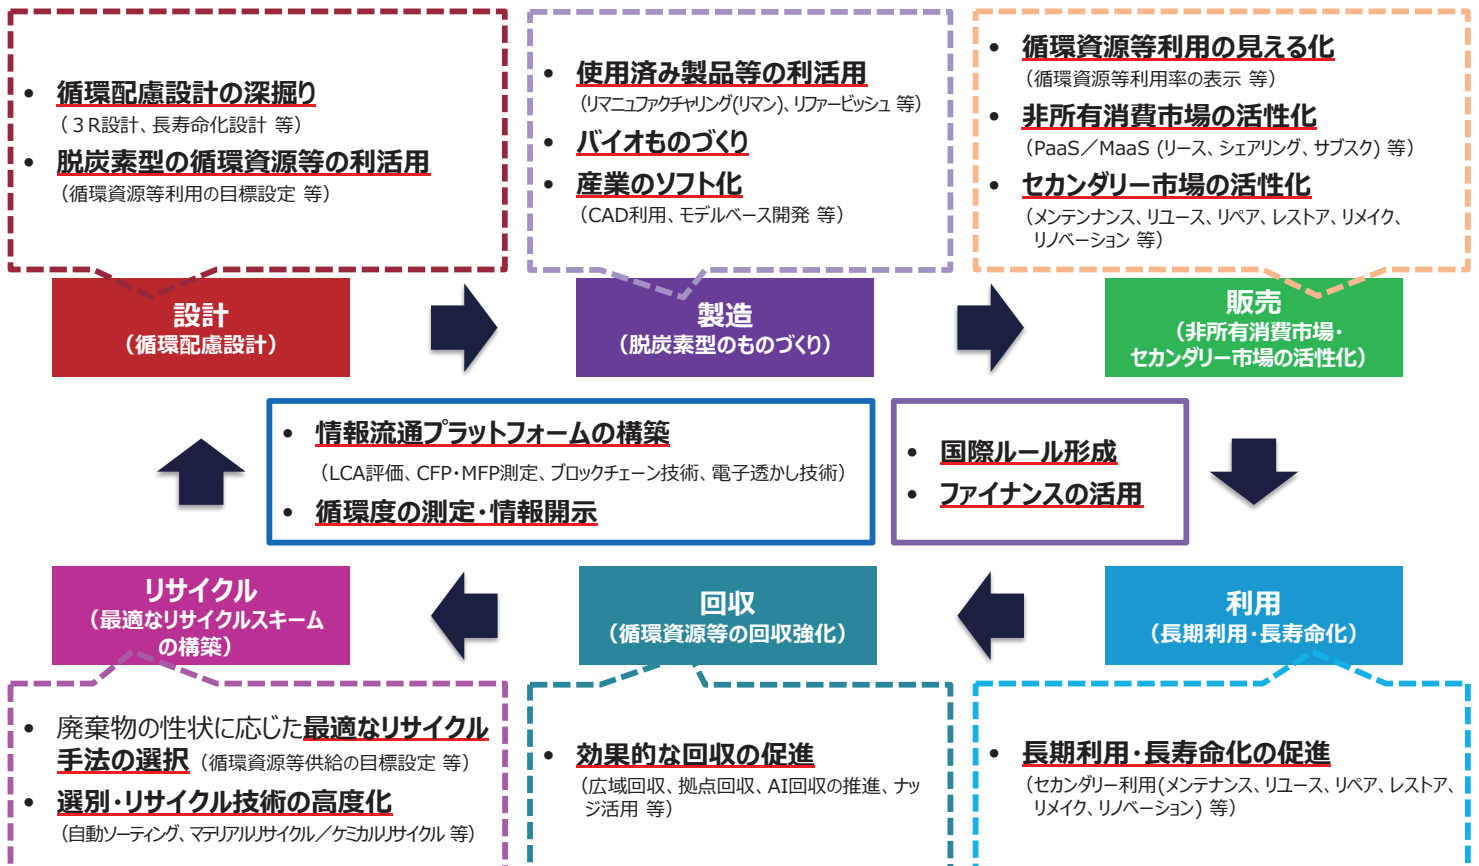 • 循環配慮設計の深掘り
（３R設計、長寿命化設計 等）
• 脱炭素型の循環資源等の利活用
（循環資源等利用の目標設定 等）
• 使用済み製品等の利活用
（リマニュファクチャリング(リマン)、リファービッシュ 等）
• バイオものづくり
• 産業のソフト化
（CAD利用、モデルベース開発 等）
• 循環資源等利用の見える化
（循環資源等利用率の表示 等）
• 非所有消費市場の活性化
（PaaS／MaaS (リース、シェアリング、サブスク) 等）
• セカンダリー市場の活性化
（メンテンナンス、リユース、リペア、レストア、リメイク、
リノベーション 等）
設計
（循環配慮設計）
製造
（脱炭素型のものづくり）
販売
（非所有消費市場・
セカンダリー市場の活性化）
• 情報流通プラットフォームの構築
（LCA評価、CFP・MFP測定、ブロックチェーン技術、電子透かし技術）
• 循環度の測定・情報開示
• 国際ルール形成
• ファイナンスの活用
リサイクル
（最適なリサイクルスキーム
の構築）
回収
（循環資源等の回収強化）
利用
（長期利用・長寿命化）
• 廃棄物の性状に応じた最適なリサイクル
手法の選択（循環資源等供給の目標設定 等）
• 選別・リサイクル技術の高度化
（自動ソーティング、マテリアルリサイクル／ケミカルリサイクル 等）
• 効果的な回収の促進
（広域回収、拠点回収、AI回収の推進、ナッ
ジ活用 等）
• 長期利用・長寿命化の促進
（セカンダリー利用(メンテナンス、リユース、リペア、レストア、
リメイク、リノベーション) 等）